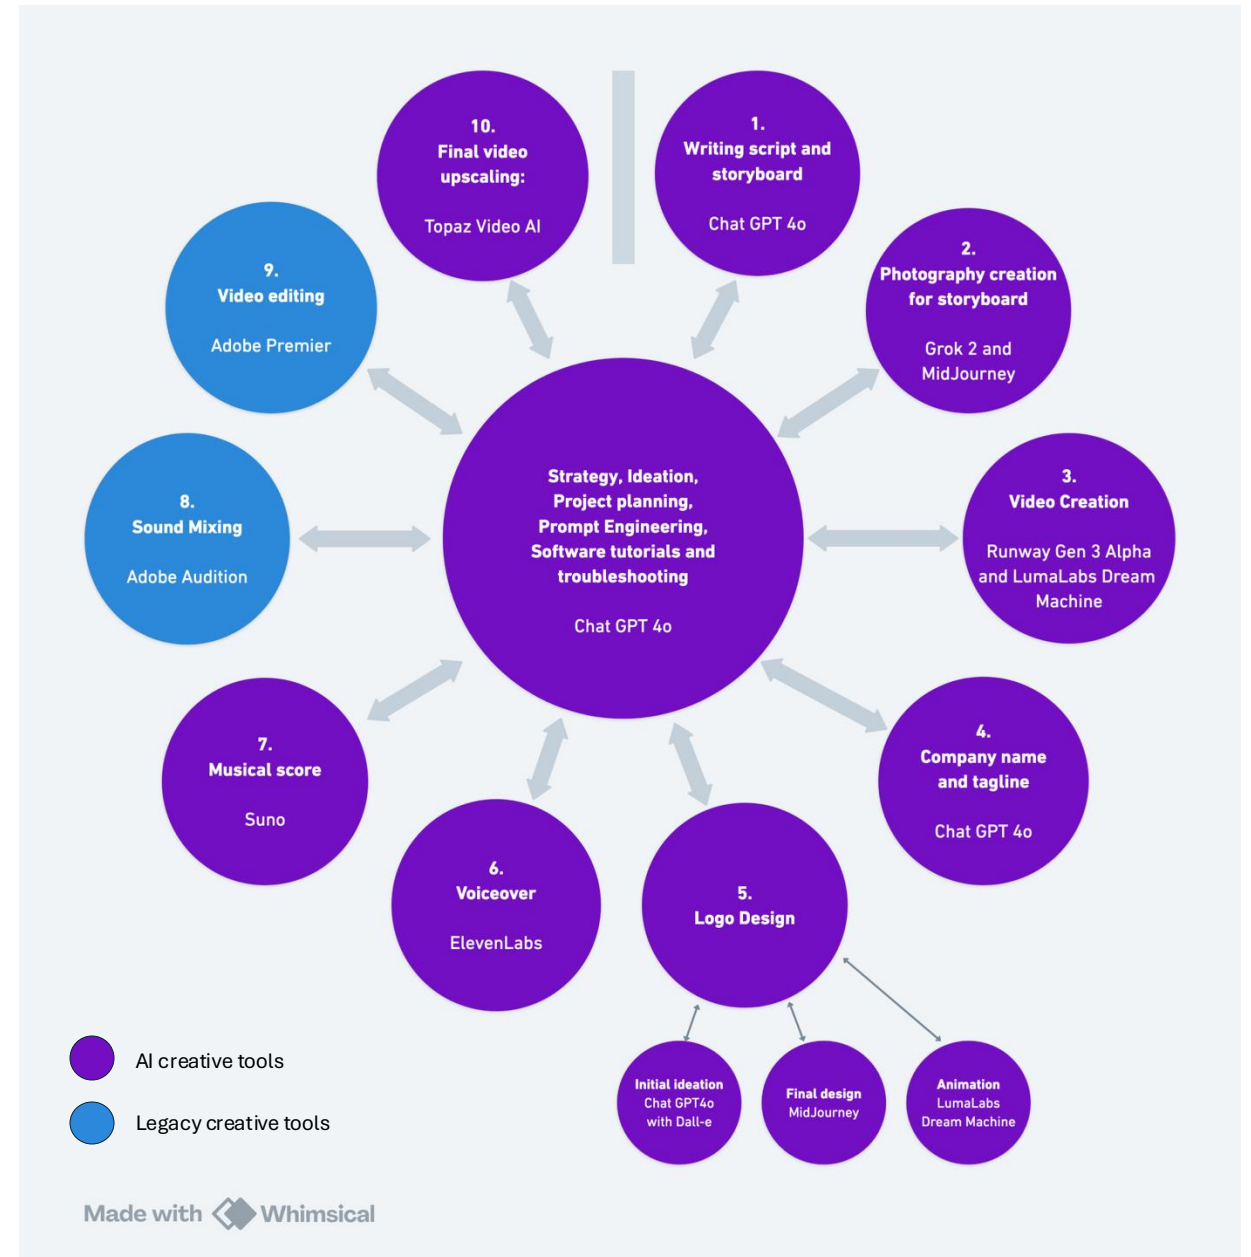 1.
Writing script and
storyboard
Chat GPT 4o
2.
Photography creation
for storyboard
Grok 2 and
MidJourney
3.
Video Creation
Runway Gen 3 Alpha
and LumaLabs Dream
Machine
4.
Company name
and tagline
Chat GPT 4o
5.
Logo Design
Initial ideation
Chat GPT4o
with Dall-e
Final design
MidJourney
Animation
LumaLabs
Dream Machine
6.
Voiceover
ElevenLabs
7.
Musical score
Suno
8.
Sound Mixing
Adobe Audition
9.
Video editing
Adobe Premier
10.
Final video
upscaling:
Topaz Video AI
Strategy, Ideation,
Project planning,
Prompt Engineering,
Software tutorials and
troubleshooting
Chat GPT 4o
AI creative tools
Legacy creative tools
Made with Whimsical